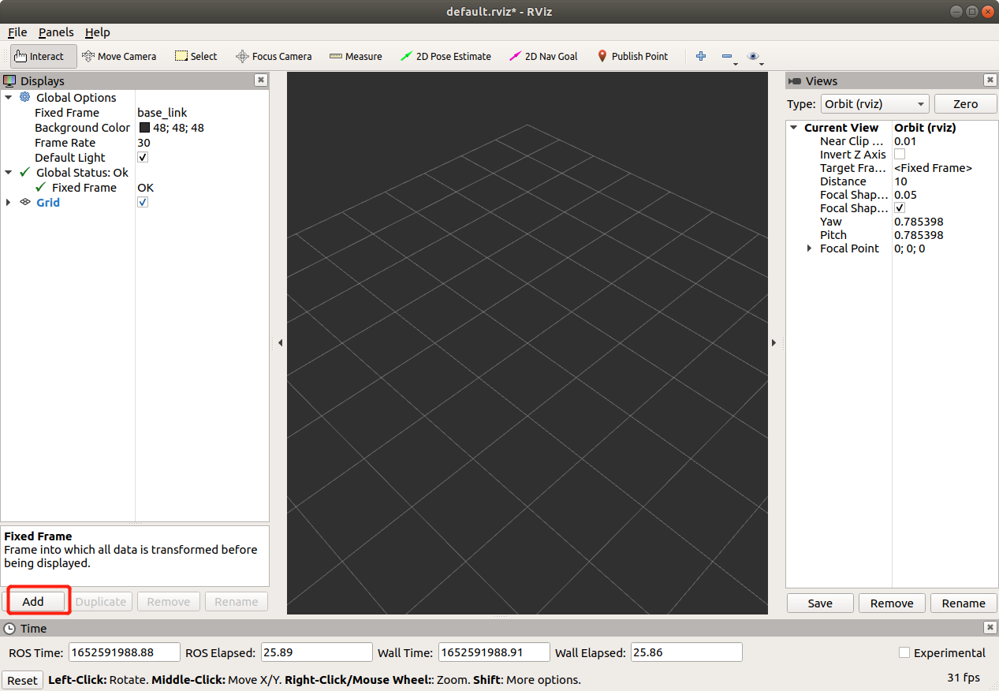 default.rviz* - RViz
File Panels Help
Interact Move Camera Select Focus Camera Measure 2D Pose Estimate 2D Nav Goal Publish Point
Displays
Global Options
Fixed Frame base_link
Background Color 48; 48; 48
Frame Rate 30
Default Light
Global Status: Ok
Fixed Frame OK
Grid
Fixed Frame
Frame into which all data is transformed before
being displayed.
Add Duplicate Remove Rename
Views
Type: Orbit (rviz) Zero
Current View Orbit (rviz)
Near Clip ... 0.01
Invert Z Axis
Target Fra... <Fixed Frame>
Distance 10
Focal Shap... 0.05
Focal Shap...
Yaw 0.785398
Pitch 0.785398
Focal Point 0; 0; 0
Save Remove Rename
Time
ROS Time: 1652591988.88 ROS Elapsed: 25.89 Wall Time: 1652591988.91 Wall Elapsed: 25.86 Experimental
Reset Left-Click: Rotate. Middle-Click: Move X/Y. Right-Click/Mouse Wheel:: Zoom. Shift: More options. 31 fps